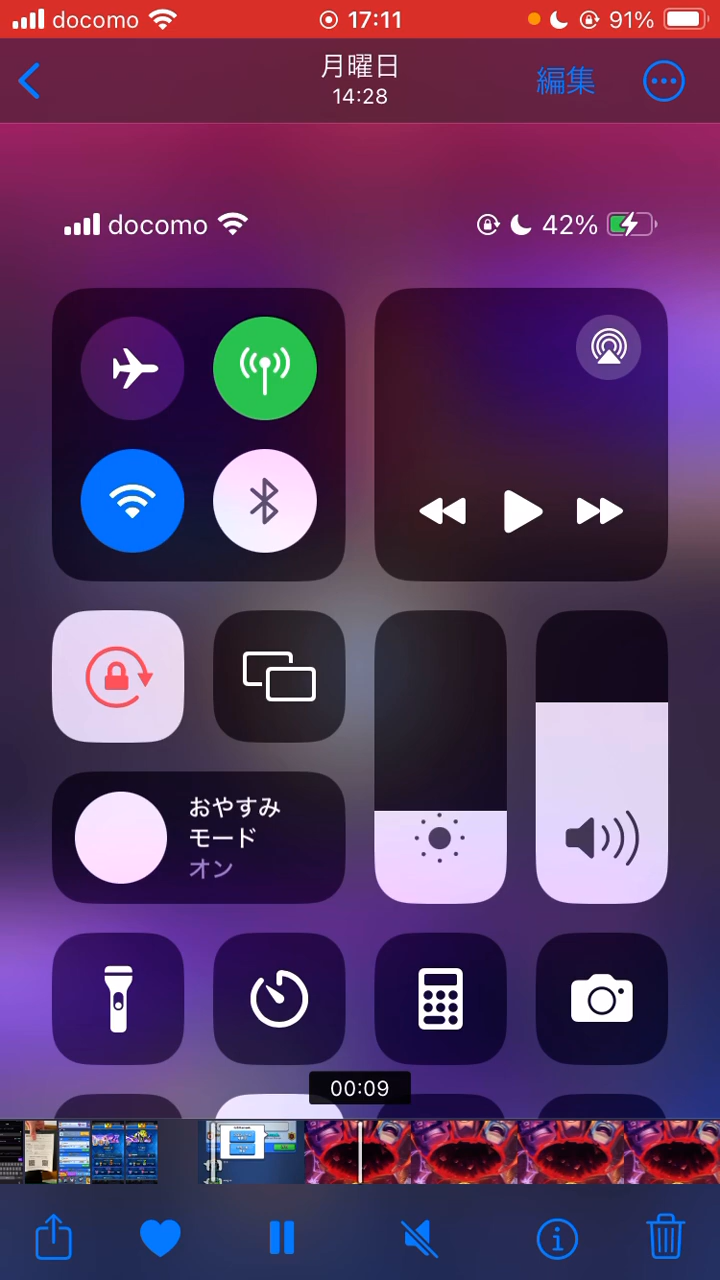 docomo
17:11
91%
月曜日
14:28
編集
docomo
42%
おやすみ
モード
オン
00:09